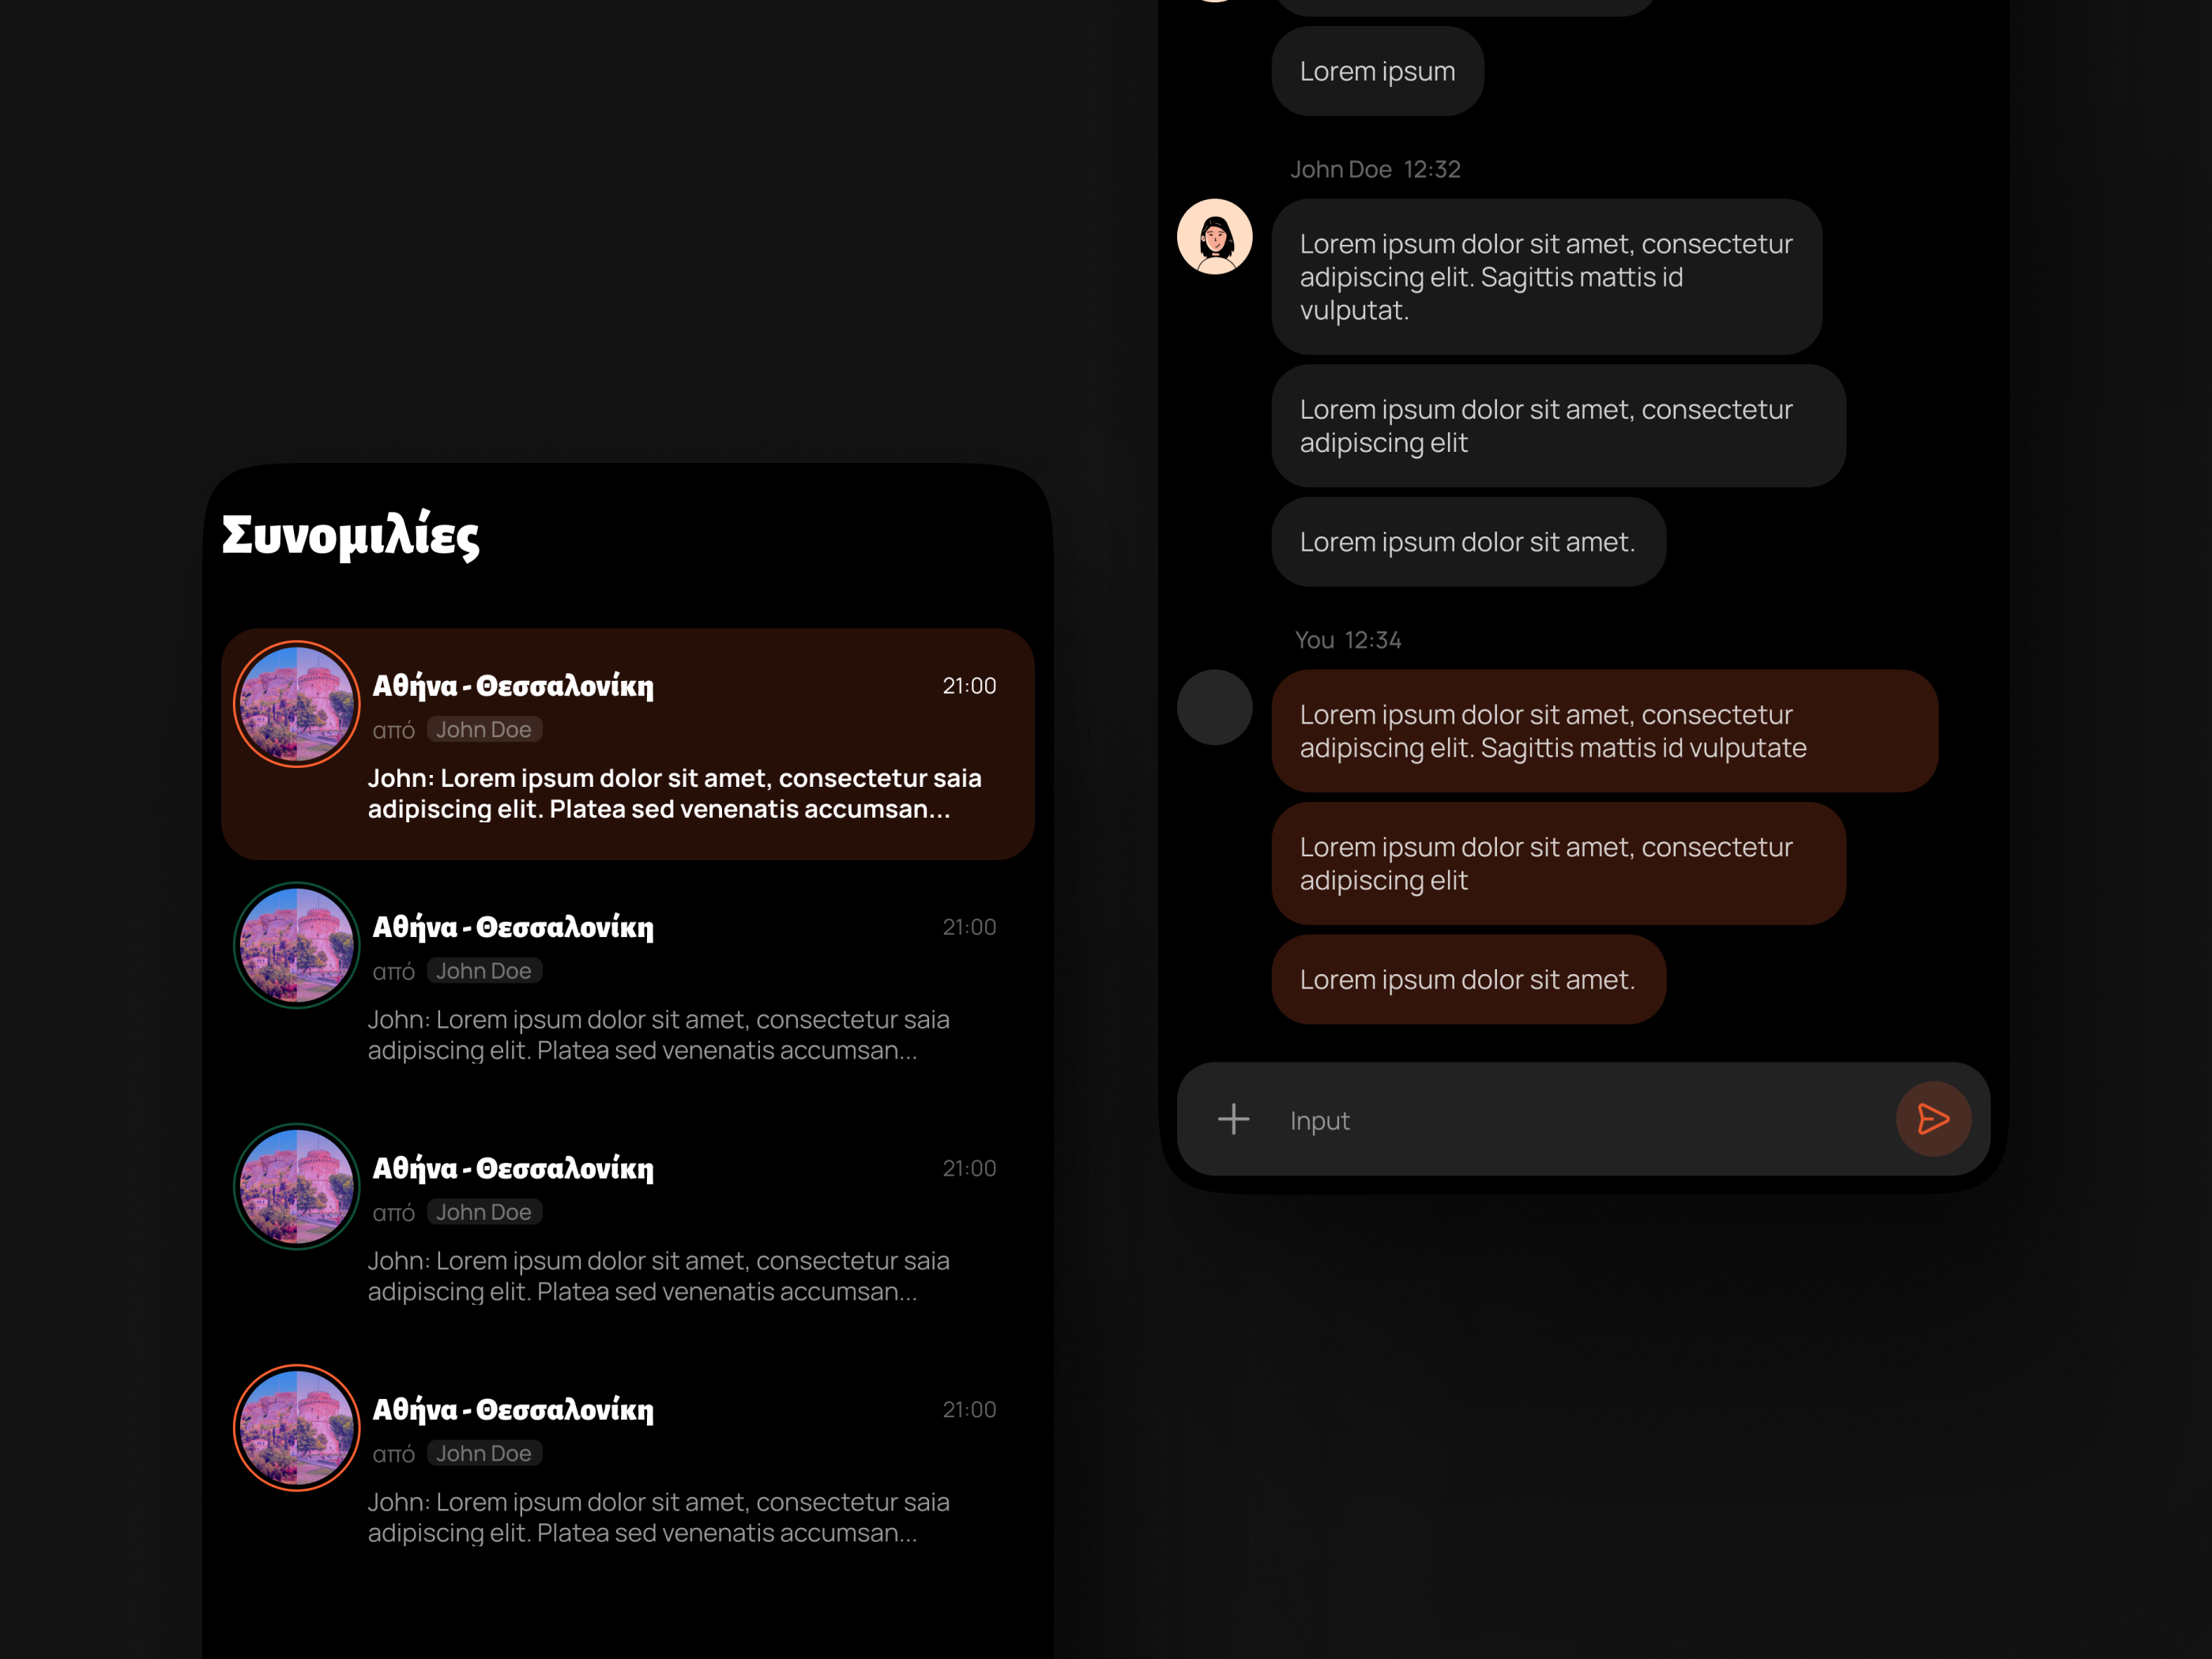 Συνομιλίες
Αθήνα - Θεσσαλονίκη
21:00
από John Doe
John: Lorem ipsum dolor sit amet, consectetur saia
adipiscing elit. Platea sed venenatis accumsan...
Αθήνα - Θεσσαλονίκη
21:00
από John Doe
John: Lorem ipsum dolor sit amet, consectetur saia
adipiscing elit. Platea sed venenatis accumsan...
Αθήνα - Θεσσαλονίκη
21:00
από John Doe
John: Lorem ipsum dolor sit amet, consectetur saia
adipiscing elit. Platea sed venenatis accumsan...
Αθήνα - Θεσσαλονίκη
21:00
από John Doe
John: Lorem ipsum dolor sit amet, consectetur saia
adipiscing elit. Platea sed venenatis accumsan...
Lorem ipsum
John Doe 12:32
Lorem ipsum dolor sit amet, consectetur
adipiscing elit. Sagittis mattis id
vulputat.
Lorem ipsum dolor sit amet, consectetur
adipiscing elit
Lorem ipsum dolor sit amet.
You 12:34
Lorem ipsum dolor sit amet, consectetur
adipiscing elit. Sagittis mattis id vulputate
Lorem ipsum dolor sit amet, consectetur
adipiscing elit
Lorem ipsum dolor sit amet.
Input